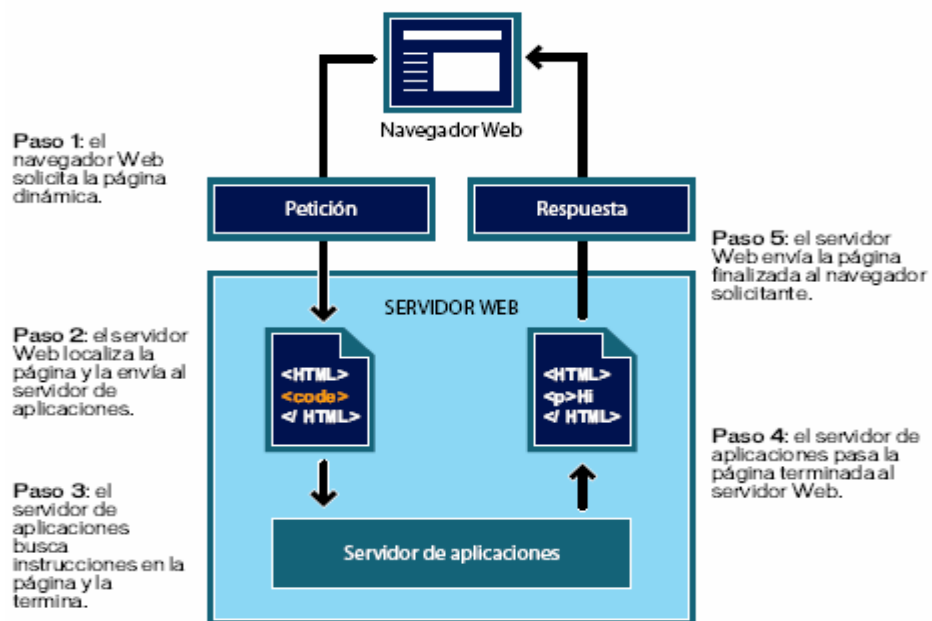 Navegador Web
Paso 1: el
navegador Web
solicita la página
dinámica.
Petición
Respuesta
Paso 5: el servidor
Web envía la página
finalizada al navegador
solicitante.
SERVIDOR WEB
Paso 2: el servidor
Web localiza la
página y la envía al
servidor de
aplicaciones.
<HTML>
<code>
</ HTML>
<HTML>
<p>Hi
</ HTML>
Paso 4: el servidor de
aplicaciones pasa la
página terminada al
servidor Web.
Paso 3: el
servidor de
aplicaciones
busca
instrucciones en la
página y la
termina.
Servidor de aplicaciones